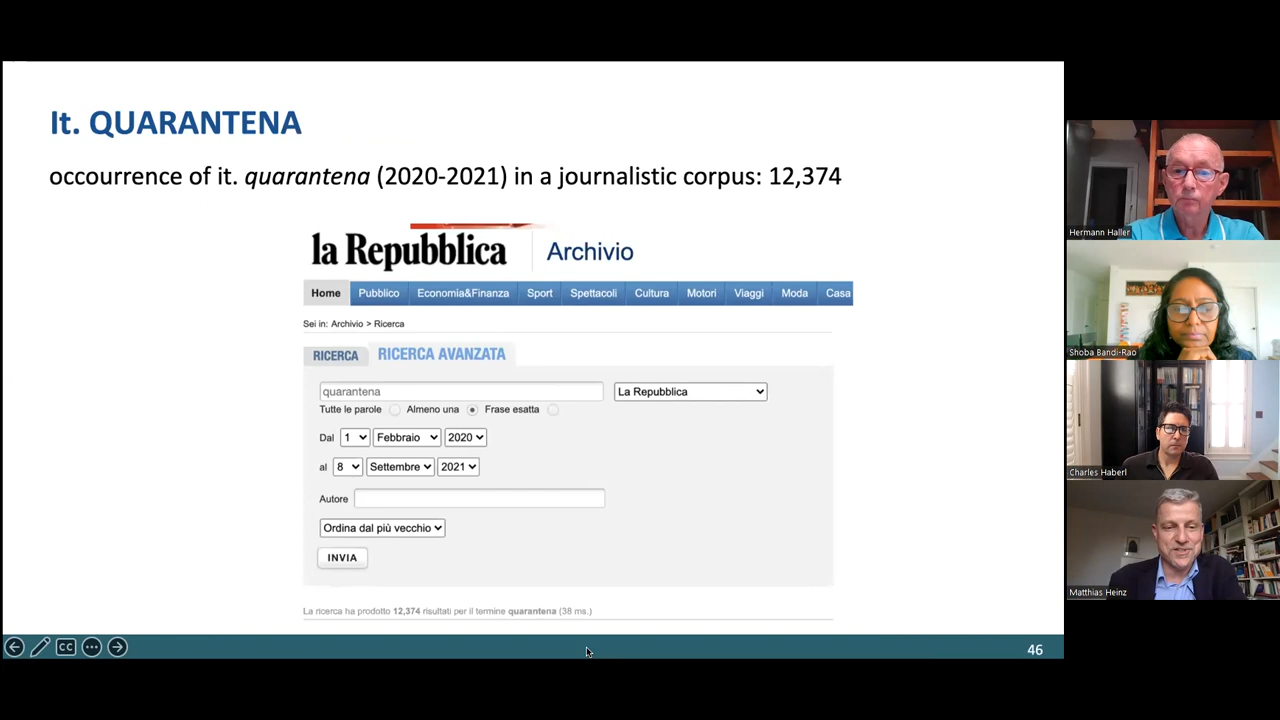 It. QUARANTENA
occourrence of it. quarantena (2020-2021) in a journalistic corpus: 12,374
la Repubblica Archivio
Home Pubblico Economia&Finanza Sport Spettacoli Cultura Motori Viaggi Moda Casa
Sei in: Archivio > Ricerca
RICERCA RICERCA AVANZATA
quarantena La Repubblica
Tutte le parole Almeno una Frase esatta
Dal 1 Febbraio 2020
al 8 Settembre 2021
Autore
Ordina dal più vecchio
INVIA
La ricerca ha prodotto 12,374 risultati per il termine quarantena (38 ms.)
CC
46
Hermann Haller
Shoba Bandi-Rao
Charles Haberl
Matthias Heinz